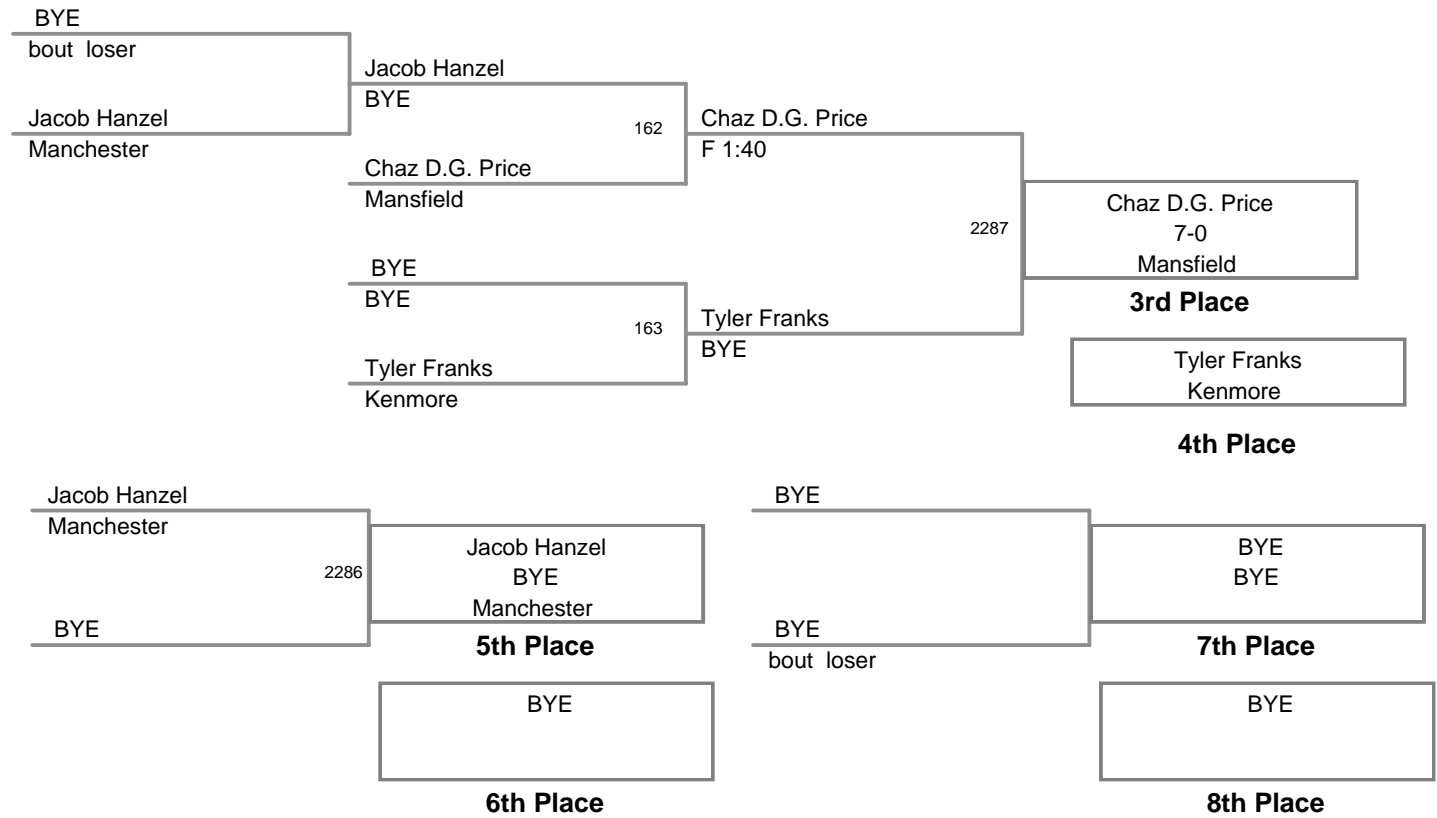 BYE
bout loser
Jacob Hanzel
Manchester
Jacob Hanzel
BYE
162
Chaz D.G. Price
Mansfield
BYE
BYE
163
Tyler Franks
Kenmore
Chaz D.G. Price
F 1:40
2287
Tyler Franks
BYE
Chaz D.G. Price
7-0
Mansfield
3rd Place
Tyler Franks
Kenmore
4th Place
Jacob Hanzel
Manchester
2286
BYE
Jacob Hanzel
BYE
Manchester
5th Place
BYE
6th Place
BYE
BYE
bout loser
BYE
BYE
7th Place
BYE
8th Place